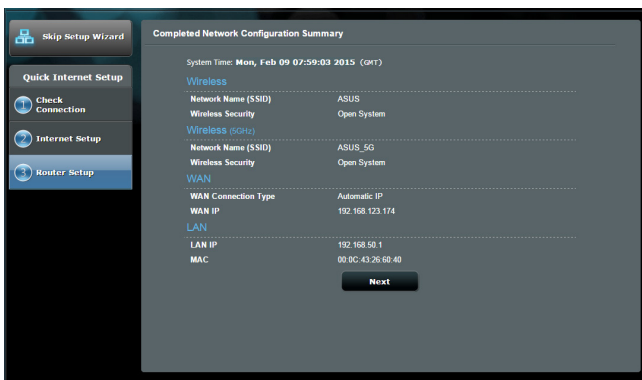 Skip Setup Wizard
Quick Internet Setup
1 Check Connection
2 Internet Setup
3 Router Setup
Completed Network Configuration Summary
System Time: Mon, Feb 09 07:59:03 2015 (GMT)
Wireless
Network Name (SSID) ASUS
Wireless Security Open System
Wireless (5GHz)
Network Name (SSID) ASUS_5G
Wireless Security Open System
WAN
WAN Connection Type Automatic IP
WAN IP 192.168.123.174
LAN
LAN IP 192.168.50.1
MAC 00:0C:43:26:60:40
Next